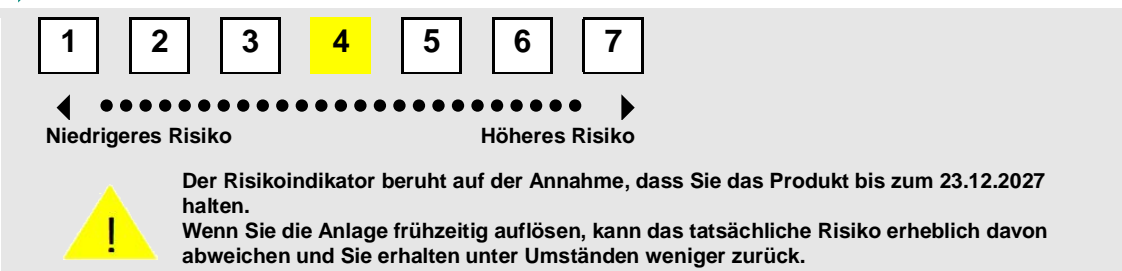 1 2 3 4 5 6 7
Niedrigeres Risiko Höheres Risiko
Der Risikoindikator beruht auf der Annahme, dass Sie das Produkt bis zum 23.12.2027
halten.
! Wenn Sie die Anlage frühzeitig auflösen, kann das tatsächliche Risiko erheblich davon
abweichen und Sie erhalten unter Umständen weniger zurück.